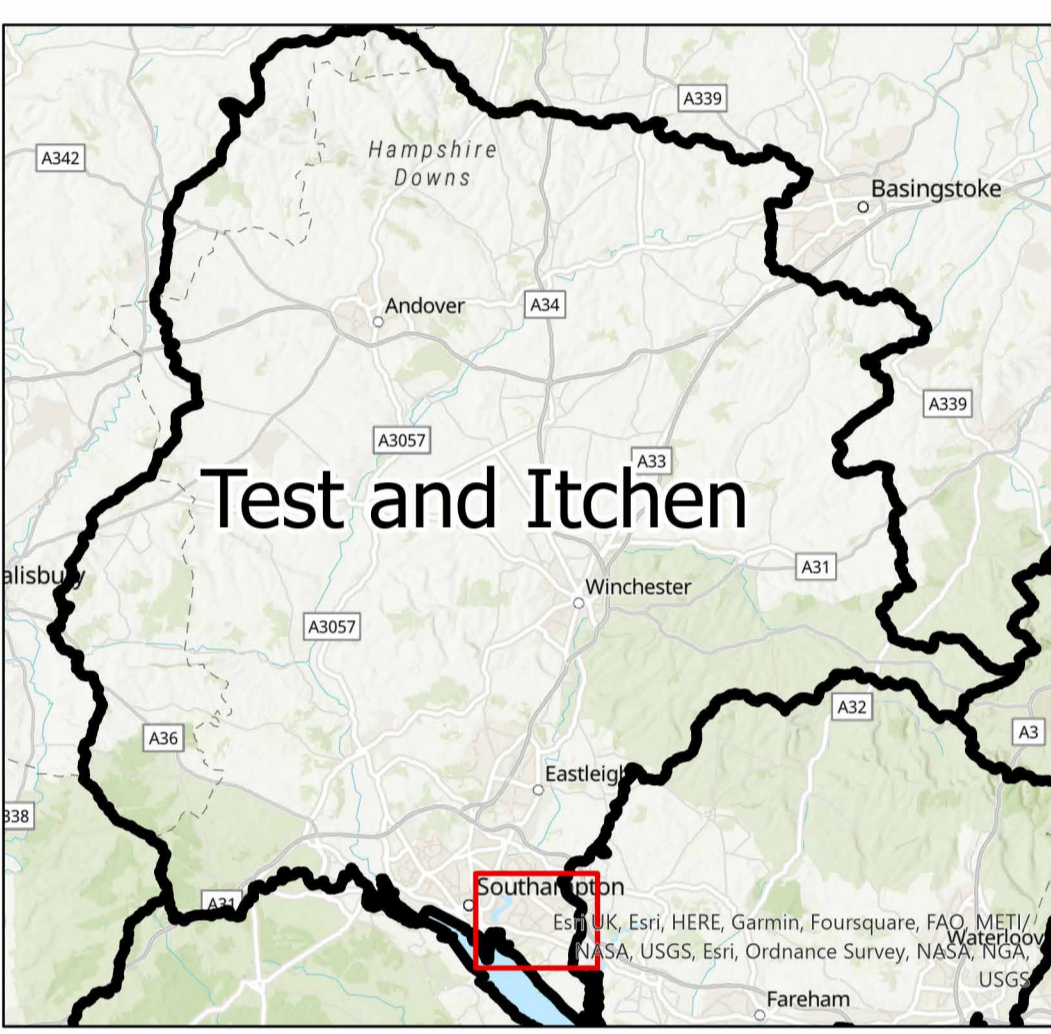 A339
A342
Hampshire
Downs
Basingstoke
Andover
A34
A339
A3057
A33
Test and Itchen
A31
alisbury
Winchester
A3057
A32
A36
A3
Eastleigh
338
Southampton
A31
Esri UK, Esri, HERE, Garmin, Foursquare, FAO, METI/
NASA, USGS, Esri, Ordnance Survey, NASA, NGA,
USGS
Waterloov
Fareham